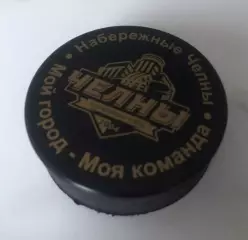 • Набережные Челны •
ЧЕЛНЫ
Мой город - Моя команда